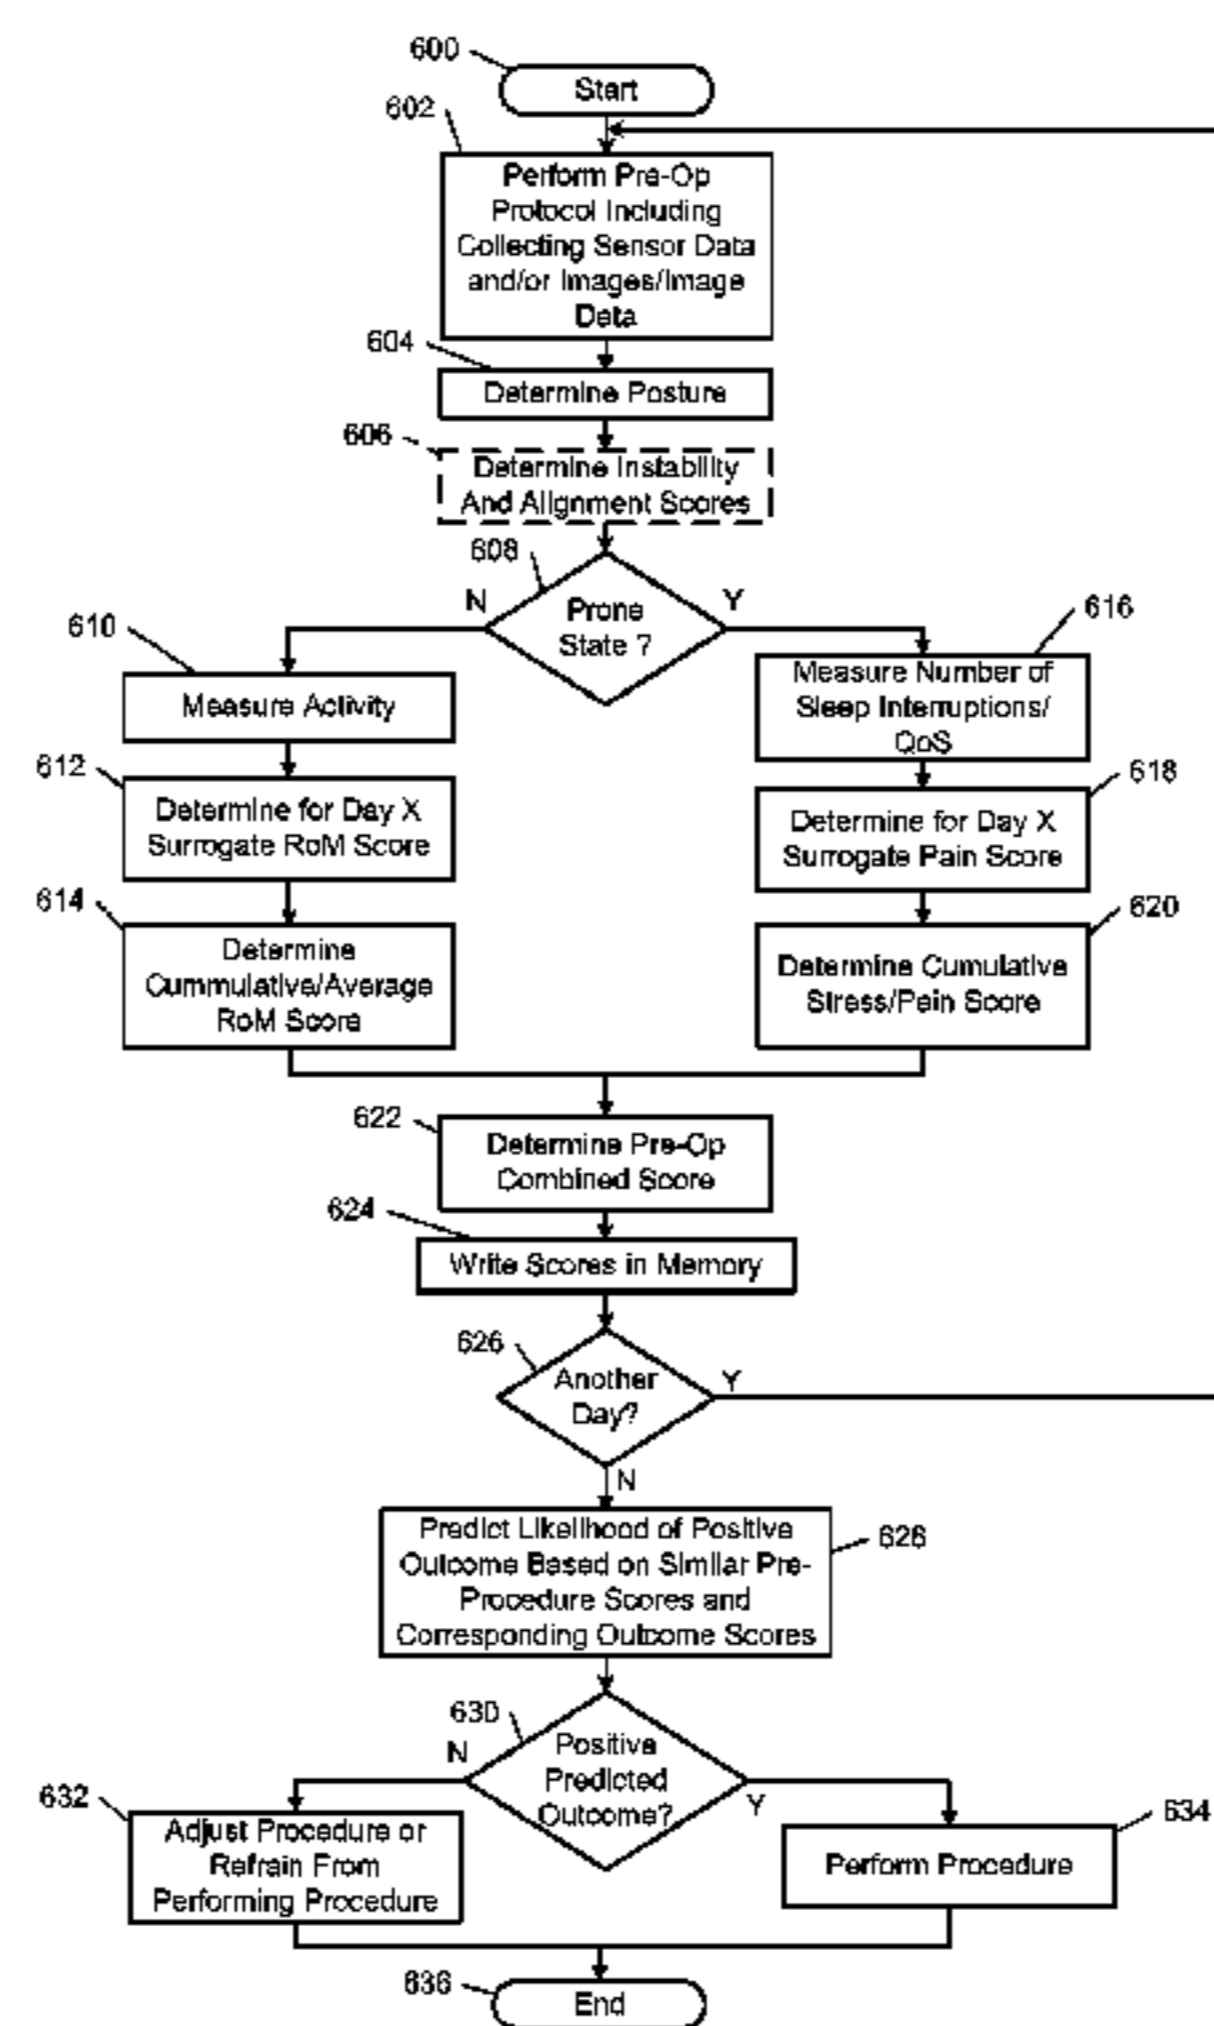 600
Start
602
Perform Pre-Op
Protocol Including
Collecting Sensor Data
and/or Images/Image
Data
604
Determine Posture
606
Determine Instability
And Alignment Scores
608
N
Prone
State ?
Y
610
Measure Activity
612
Determine for Day X
Surrogate RoM Score
614
Determine
Cummulative/Average
RoM Score
616
Measure Number of
Sleep Interruptions/
QoS
618
Determine for Day X
Surrogate Pain Score
620
Determine Cumulative
Stress/Pain Score
622
Determine Pre-Op
Combined Score
624
Write Scores in Memory
626
Another
Day?
Y
N
628
Predict Likelihood of Positive
Outcome Based on Similar Pre-
Procedure Scores and
Corresponding Outcome Scores
630
N
Positive
Predicted
Outcome?
Y
632
Adjust Procedure or
Refrain From
Performing Procedure
634
Perform Procedure
636
End